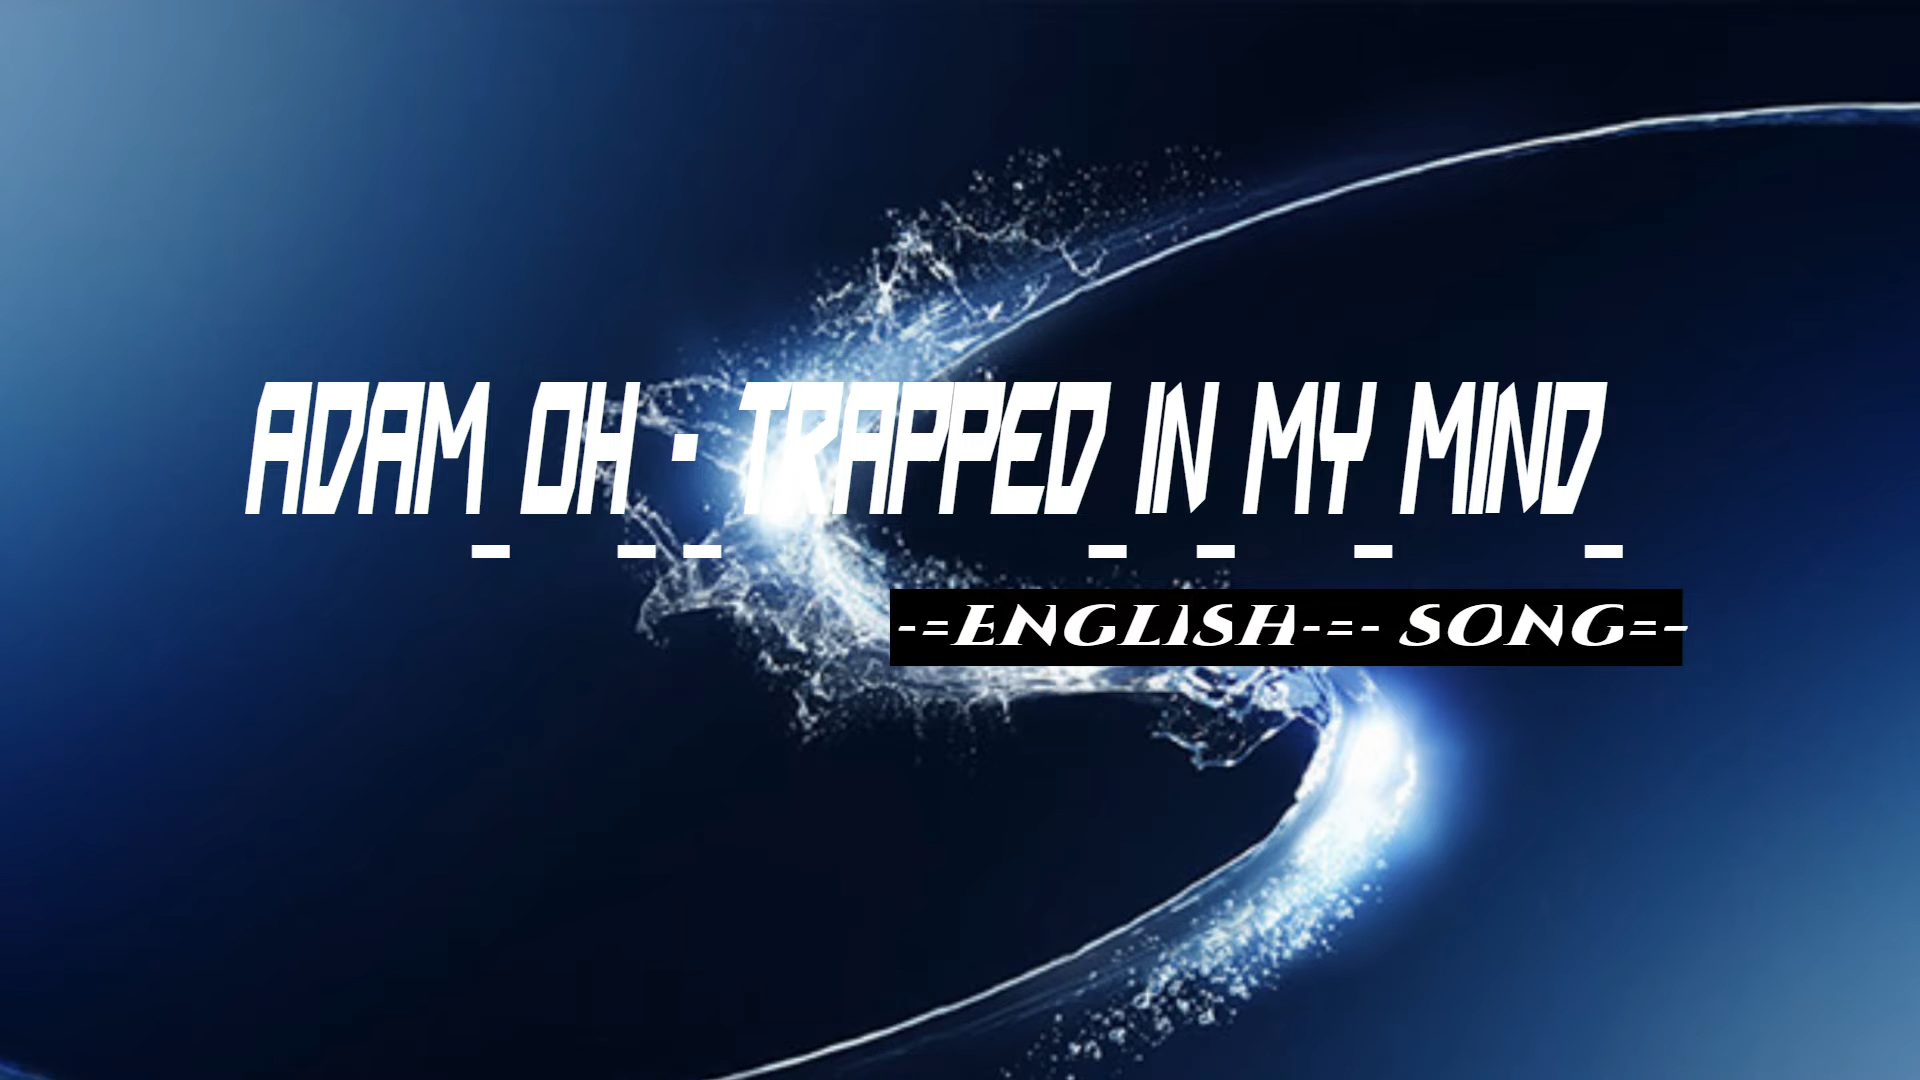 ADAM OH - TRAPPED IN MY MIND
-=ENGLISH-=- SONG=-